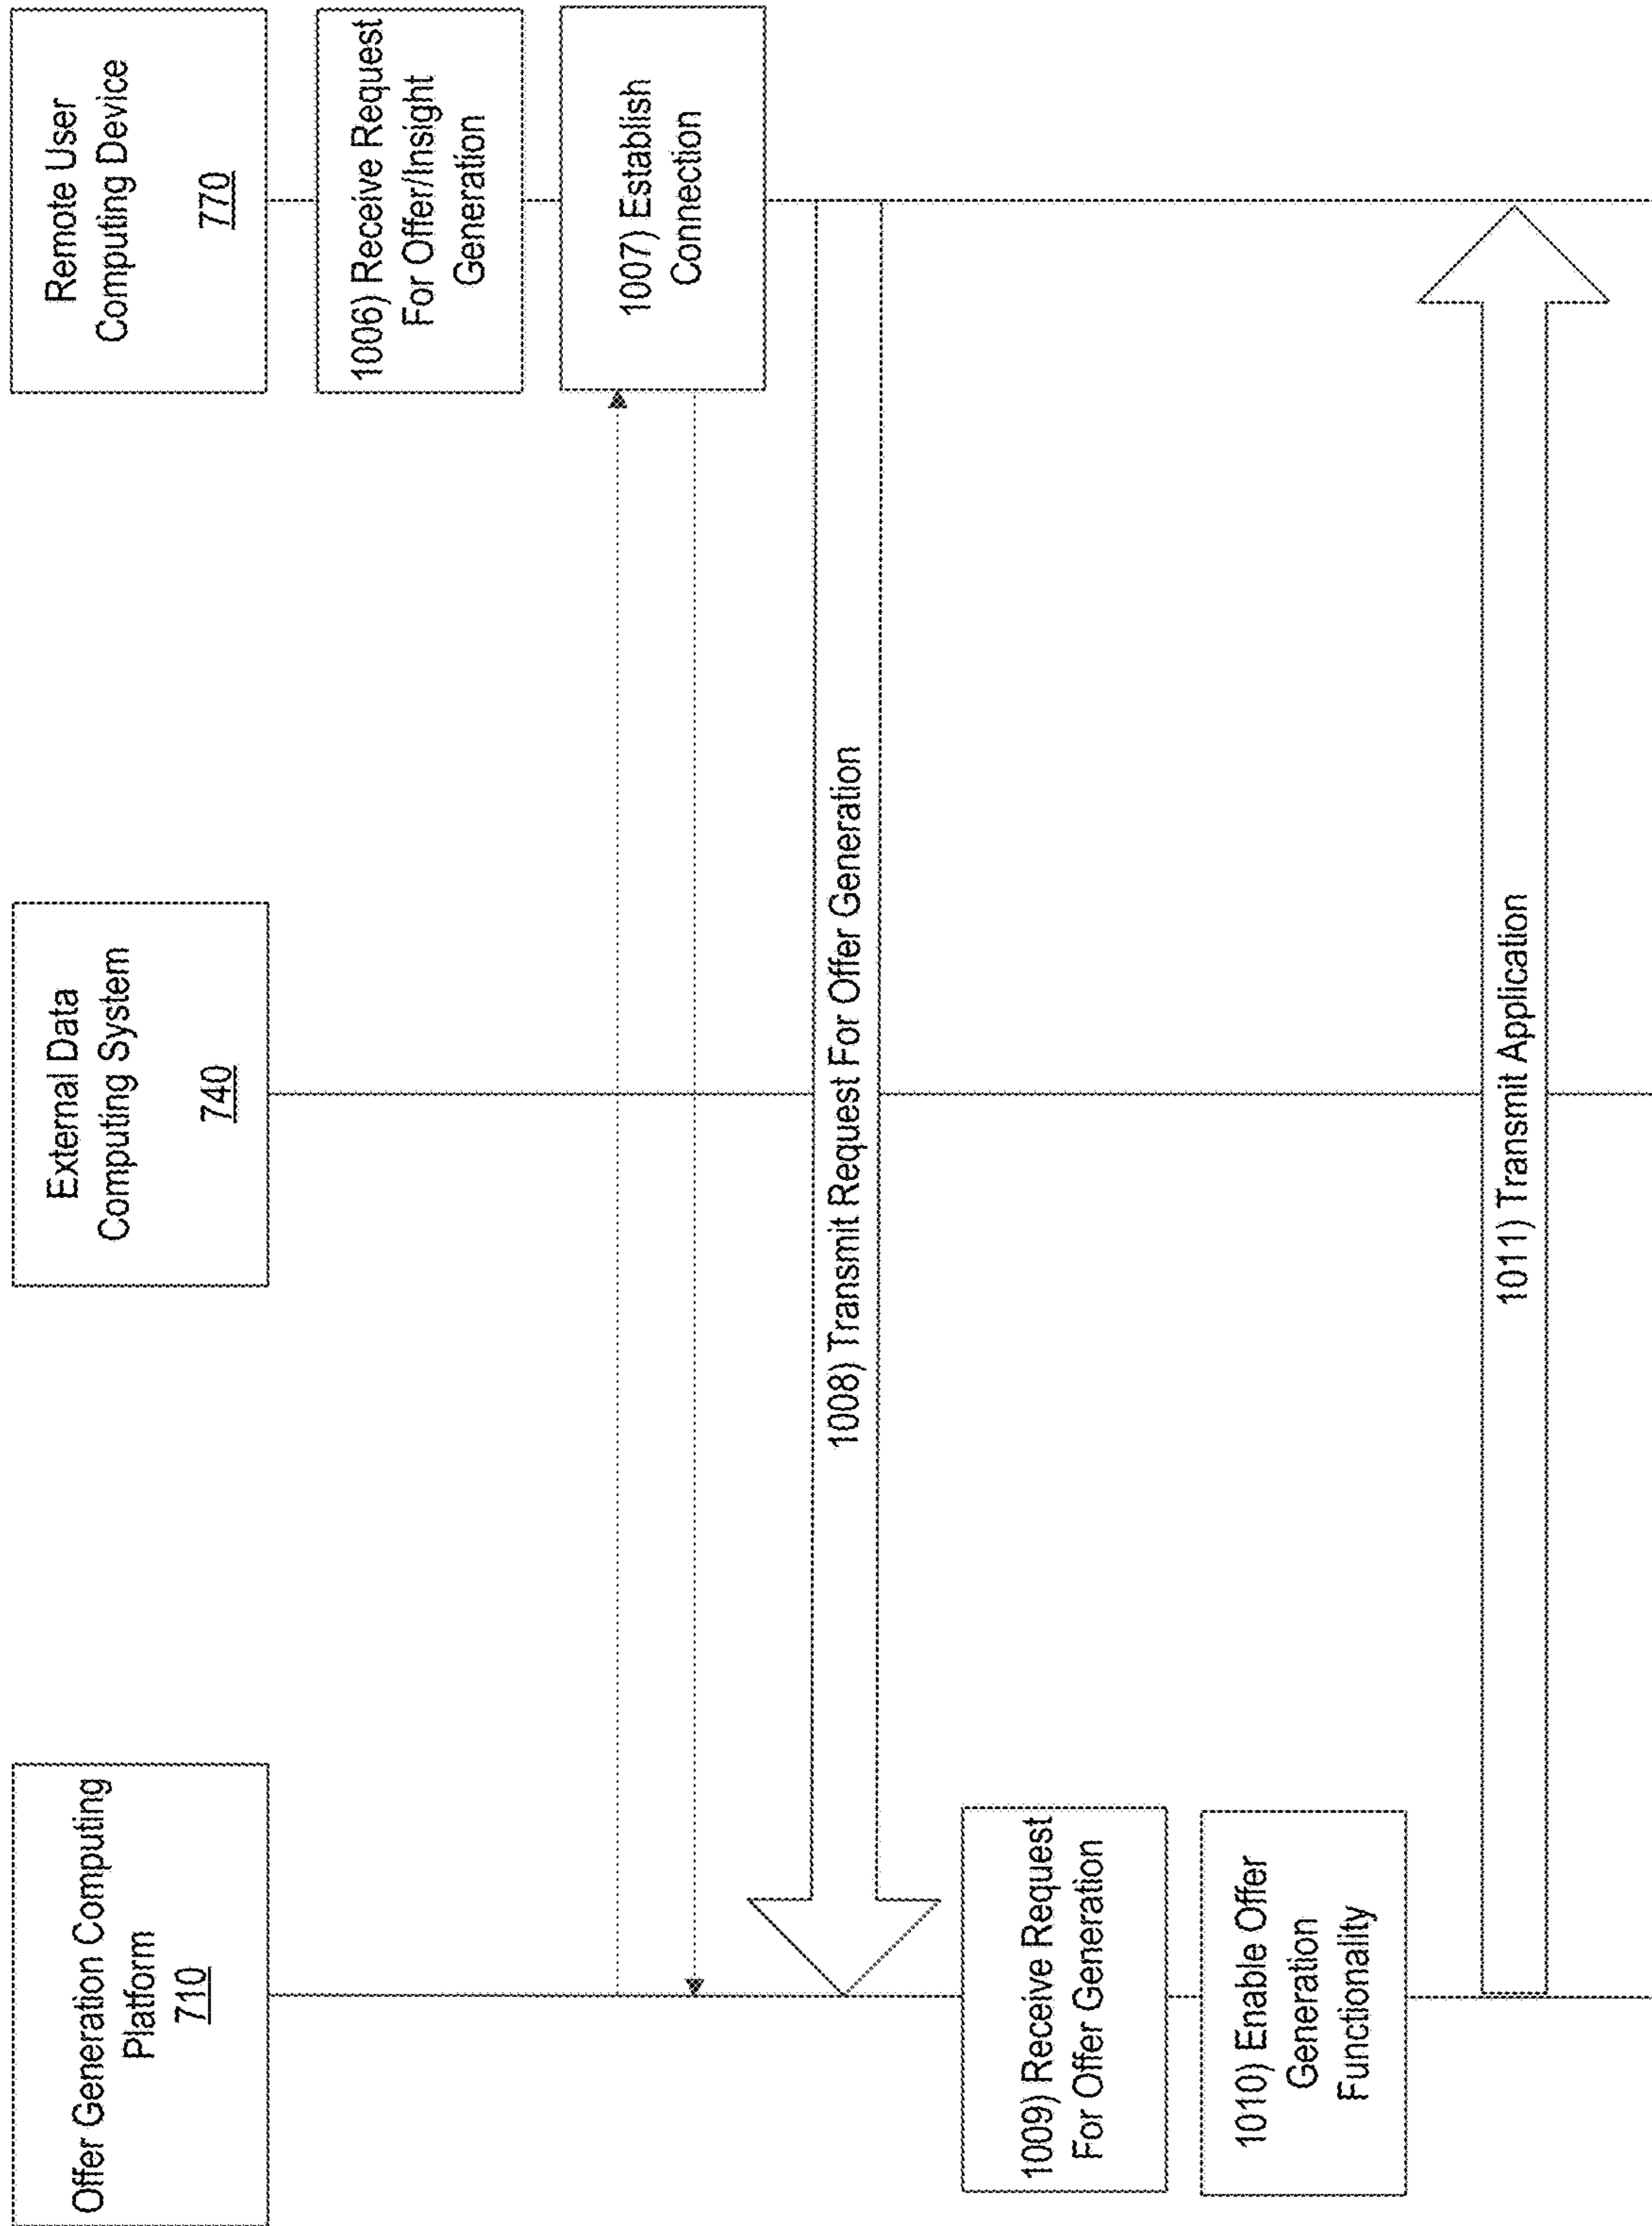 Offer Generation Computing
Platform
710
External Data
Computing System
740
Remote User
Computing Device
770
1006) Receive Request
For Offer/Insight
Generation
1007) Establish
Connection
1008) Transmit Request For Offer Generation
1009) Receive Request
For Offer Generation
1010) Enable Offer
Generation
Functionality
1011) Transmit Application